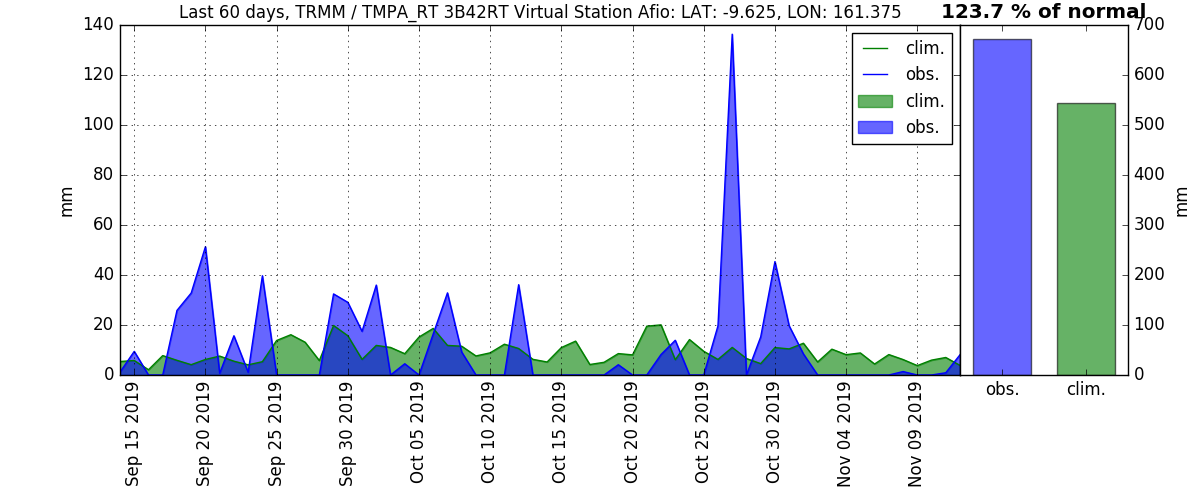 Last 60 days, TRMM / TMPA_RT 3B42RT Virtual Station Afio: LAT: -9.625, LON: 161.375
123.7 % of normal
140
120
100
80
60
40
20
0
mm
clim.
obs.
clim.
obs.
700
600
500
400
300
200
100
0
mm
obs.
clim.
Sep 15 2019
Sep 20 2019
Sep 25 2019
Sep 30 2019
Oct 05 2019
Oct 10 2019
Oct 15 2019
Oct 20 2019
Oct 25 2019
Oct 30 2019
Nov 04 2019
Nov 09 2019